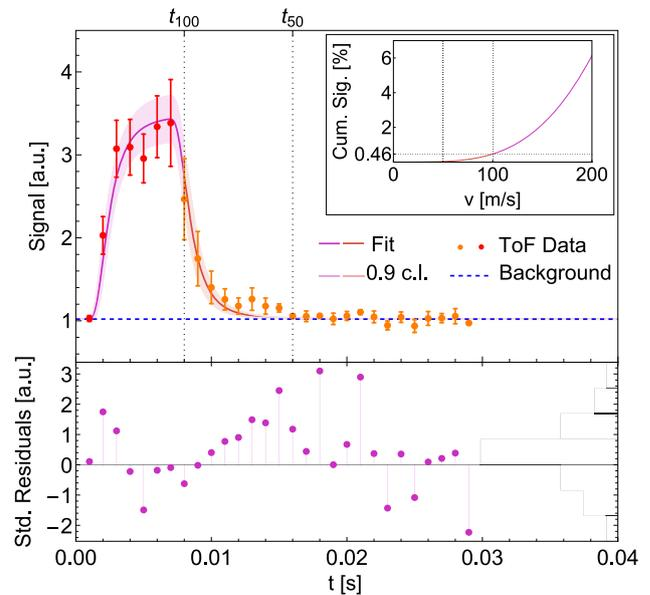 t100 t50
4
3
2
1
Signal [a.u.]
6
4
2
0.46
Cum. Sig. [%]
0 100 200
v [m/s]
Fit ToF Data
0.9 c.l. Background
3
2
1
0
−1
−2
Std. Residuals [a.u.]
0.00 0.01 0.02 0.03 0.04
t [s]